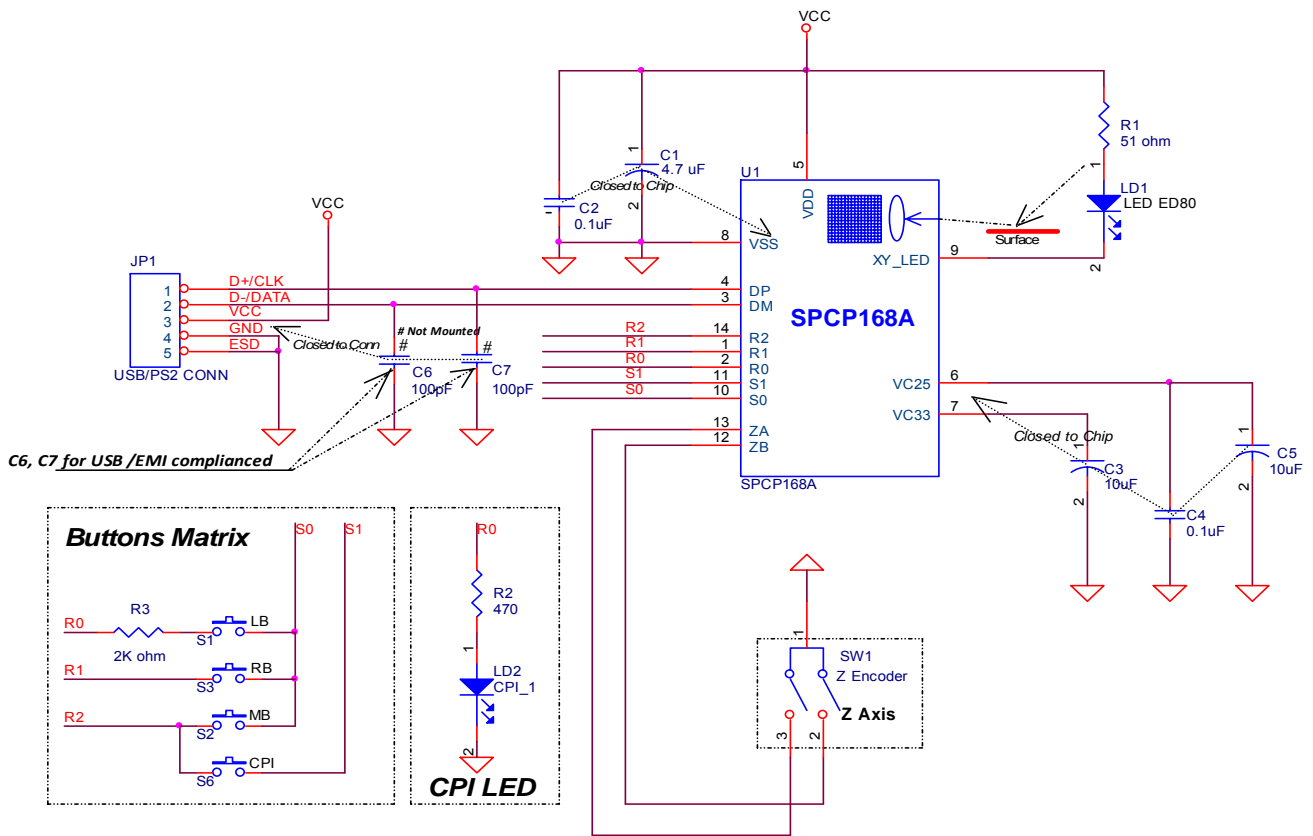 VCC
R1
51 ohm
1
LD1
LED ED80
2
C1
4.7 uF
1
2
Closed to Chip
C2
0.1uF
1
U1
5
VDD
8
VSS
XY_LED
9
Surface
VCC
JP1
1
2
3
4
5
D+/CLK
D-/DATA
VCC
GND
ESD
USB/PS2 CONN
Closed to Conn
# Not Mounted
#
#
C6
100pF
C7
100pF
C6, C7 for USB /EMI complianced
4
DP
3
DM
SPCP168A
R2
14
R2
R1
1
R1
R0
2
R0
S1
11
S1
S0
10
S0
13
ZA
12
ZB
VC25
6
VC33
7
SPCP168A
Closed to Chip
1
C3
10uF
2
C4
0.1uF
1
C5
10uF
2
Buttons Matrix
S0
S1
R0
R3
2K ohm
S1
LB
R1
S3
RB
R2
S2
MB
S6
CPI
R0
R2
470
1
LD2
CPI_1
2
CPI LED
1
SW1
Z Encoder
Z Axis
3
2